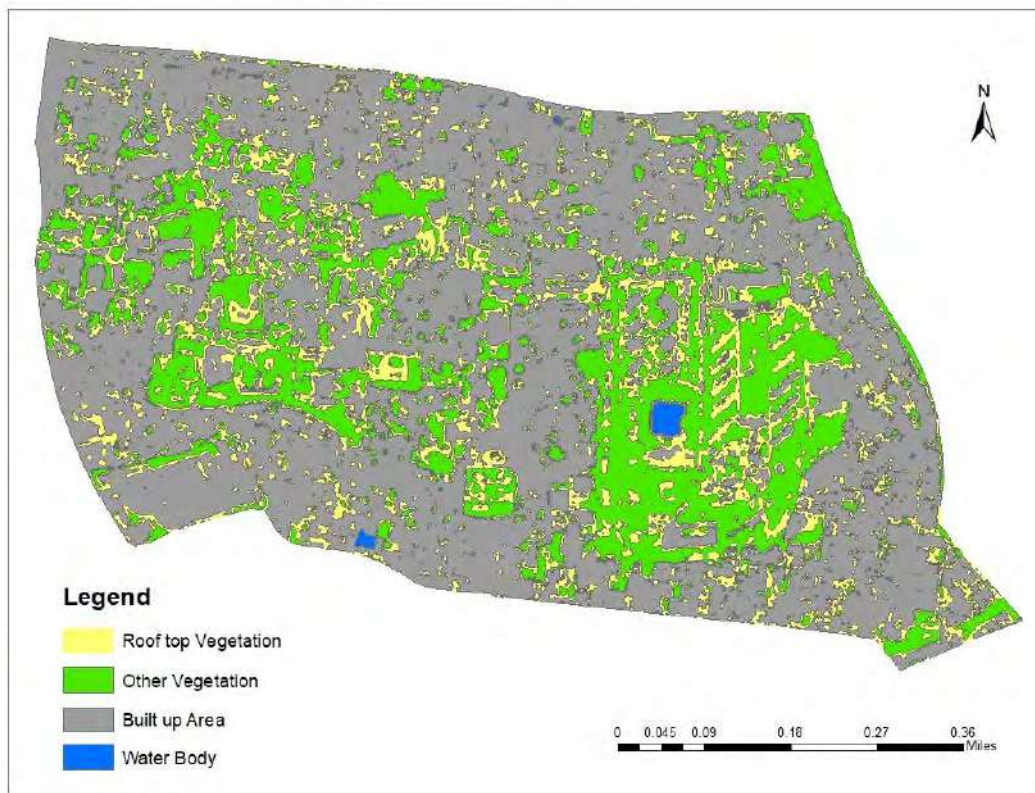 N
Legend
Roof top Vegetation
Other Vegetation
Built up Area
Water Body
0 0.045 0.09 0.18 0.27 0.36
Miles